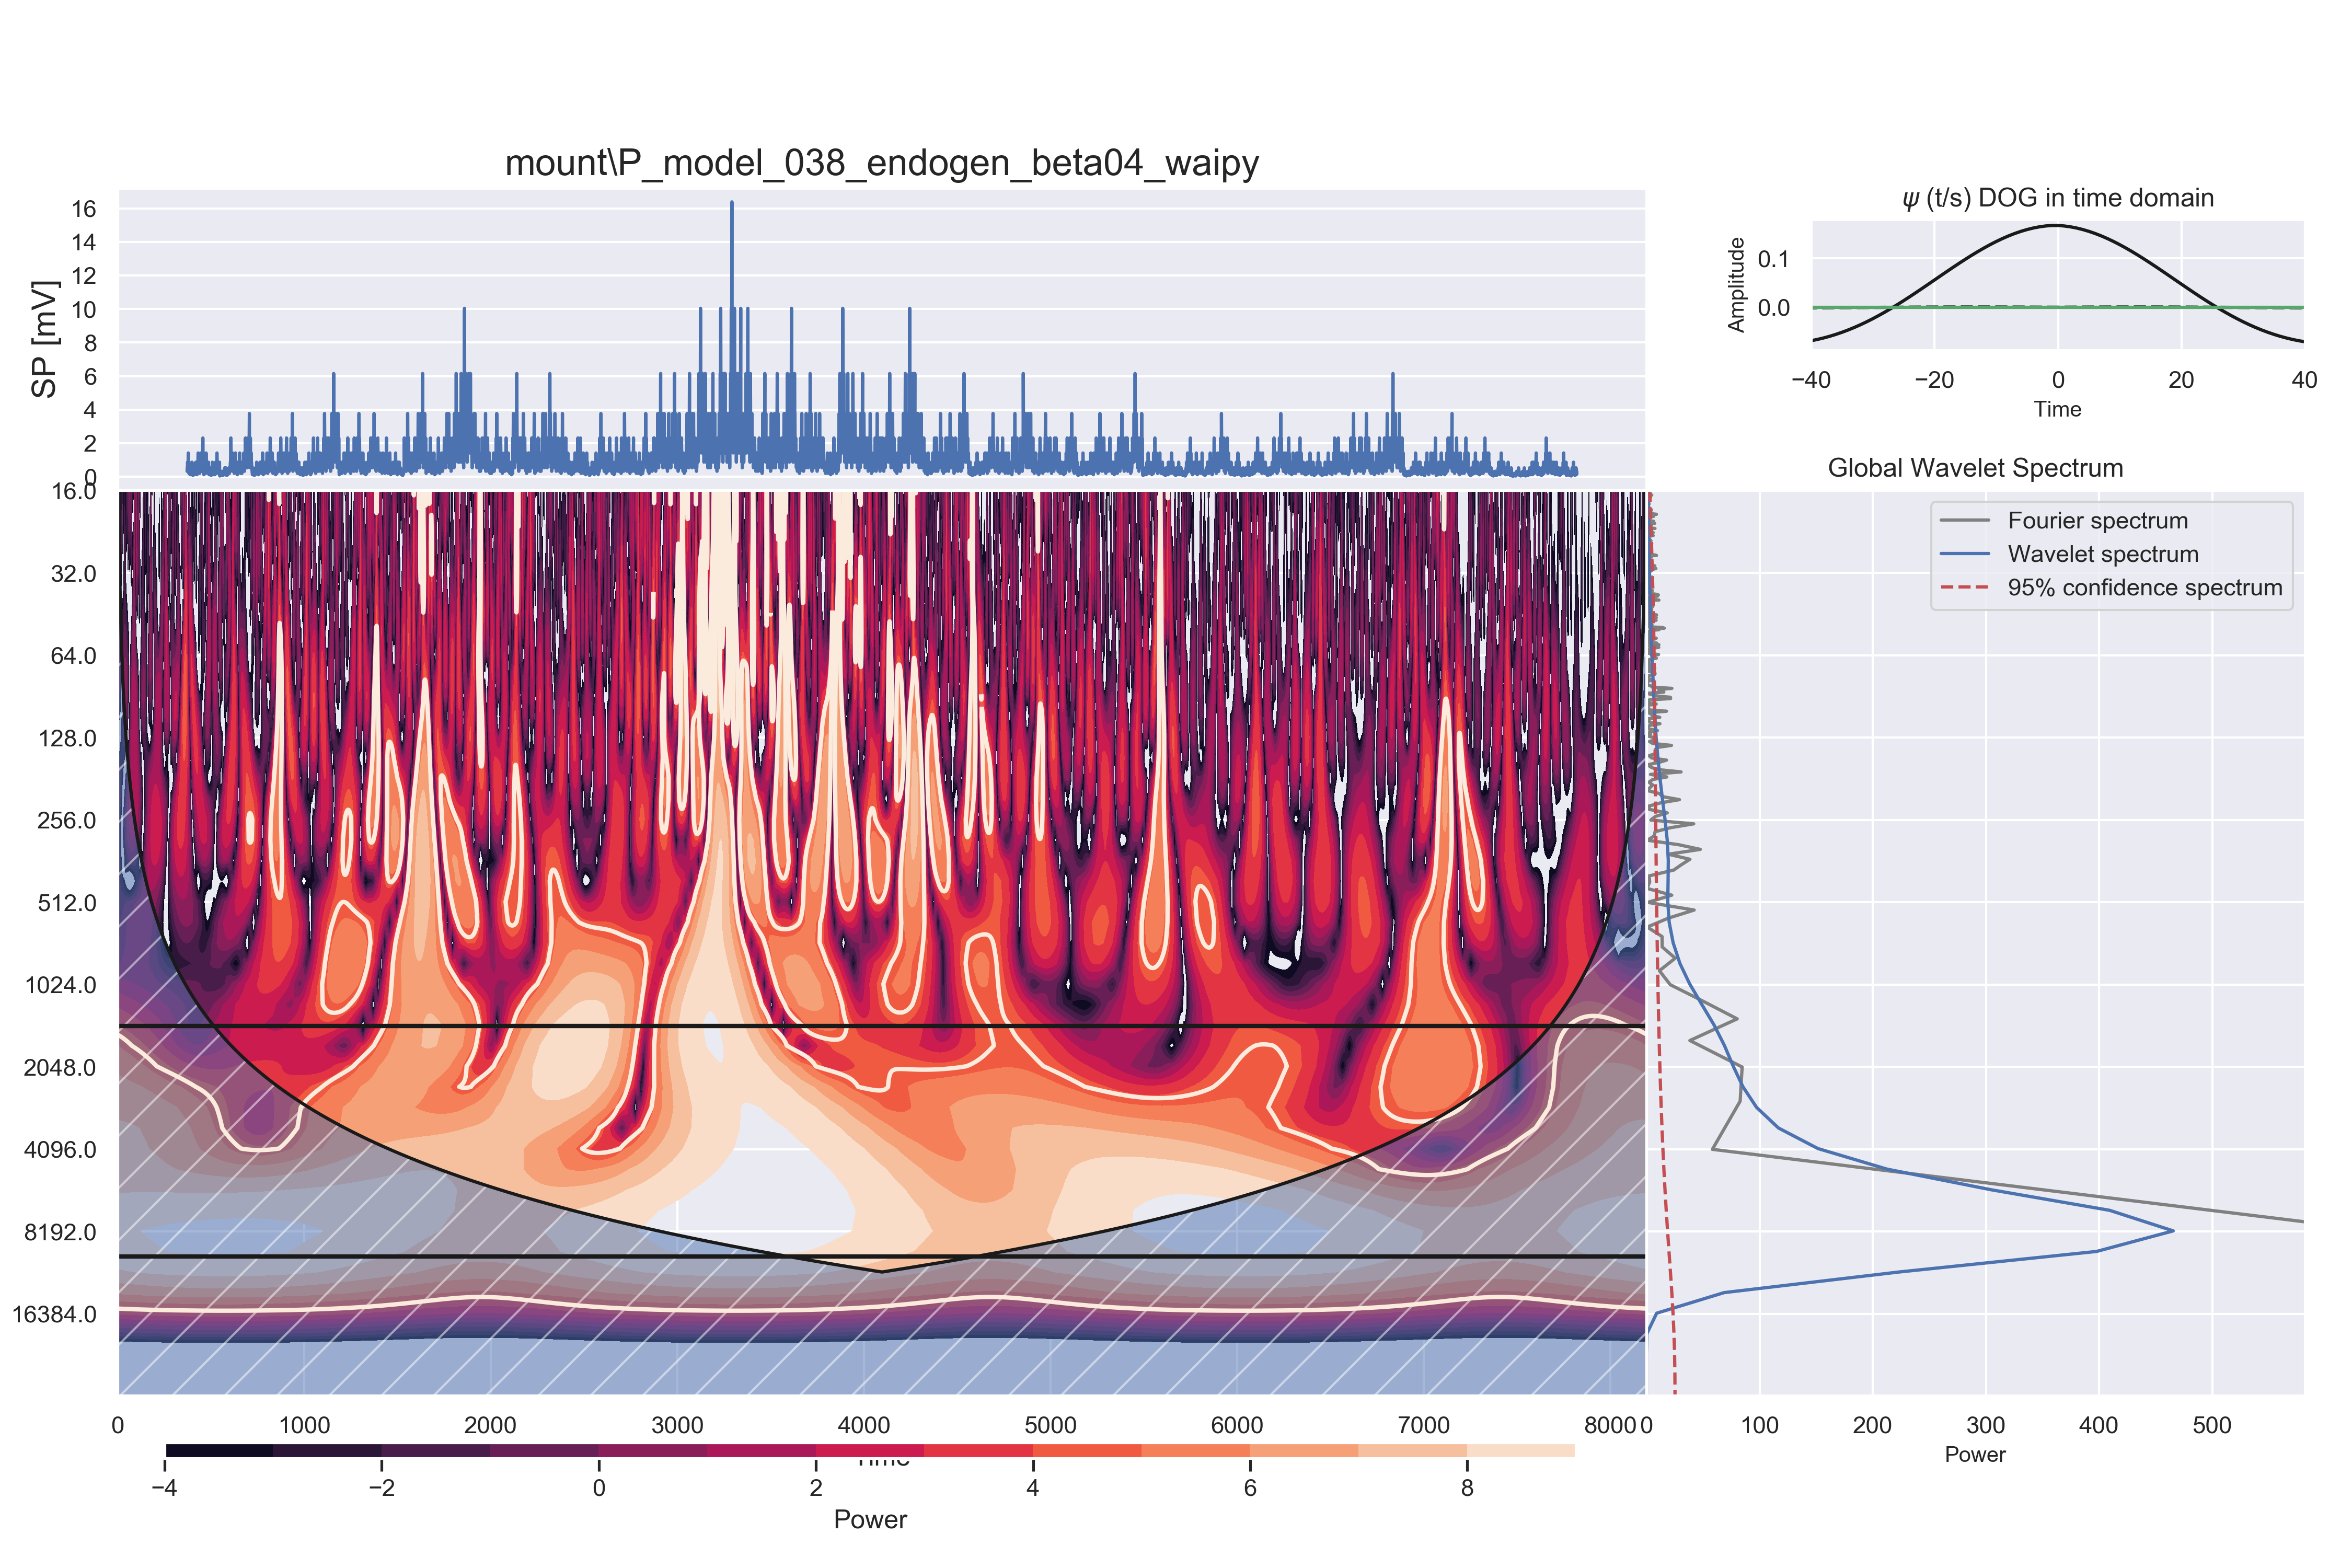 mount\P_model_038_endogen_beta04_waipy
SP [mV]
16
14
12
10
8
6
4
2
0
ψ (t/s) DOG in time domain
Amplitude
0.1
0.0
−40 −20 0 20 40
Time
16.0
32.0
64.0
128.0
256.0
512.0
1024.0
2048.0
4096.0
8192.0
16384.0
0 1000 2000 3000 4000 5000 6000 7000 8000
Global Wavelet Spectrum
Fourier spectrum
Wavelet spectrum
95% confidence spectrum
0 100 200 300 400 500
Power
−4 −2 0 2 4 6 8
Power